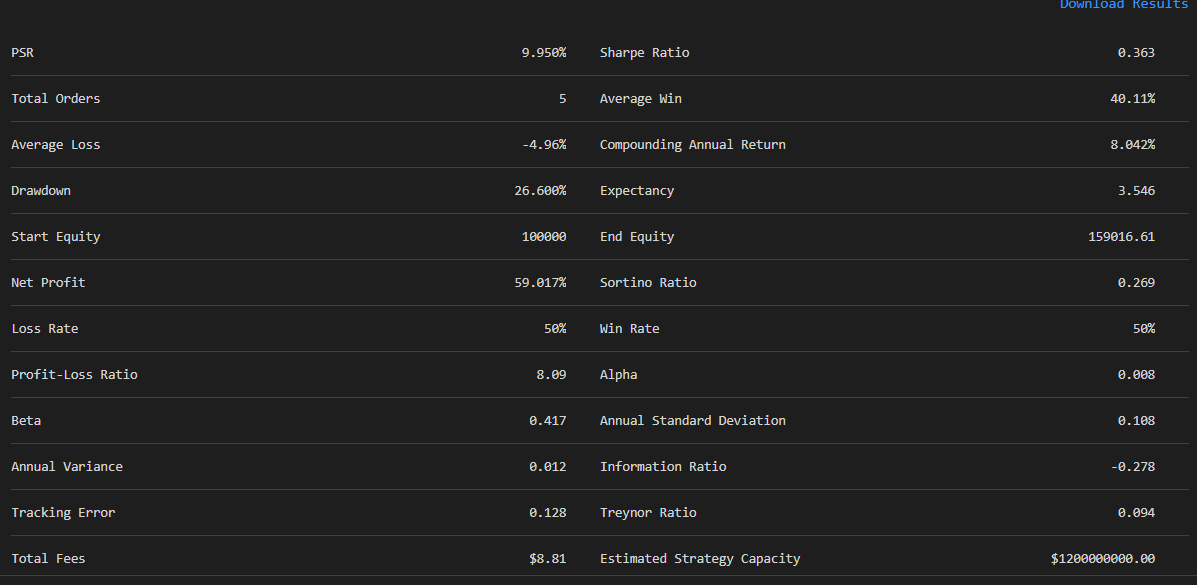 Download Results
PSR 9.950% Sharpe Ratio 0.363
Total Orders 5 Average Win 40.11%
Average Loss -4.96% Compounding Annual Return 8.042%
Drawdown 26.600% Expectancy 3.546
Start Equity 100000 End Equity 159016.61
Net Profit 59.017% Sortino Ratio 0.269
Loss Rate 50% Win Rate 50%
Profit-Loss Ratio 8.09 Alpha 0.008
Beta 0.417 Annual Standard Deviation 0.108
Annual Variance 0.012 Information Ratio -0.278
Tracking Error 0.128 Treynor Ratio 0.094
Total Fees $8.81 Estimated Strategy Capacity $1200000000.00